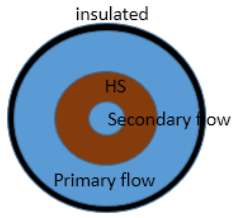 insulated
HS
Secondary flow
Primary flow